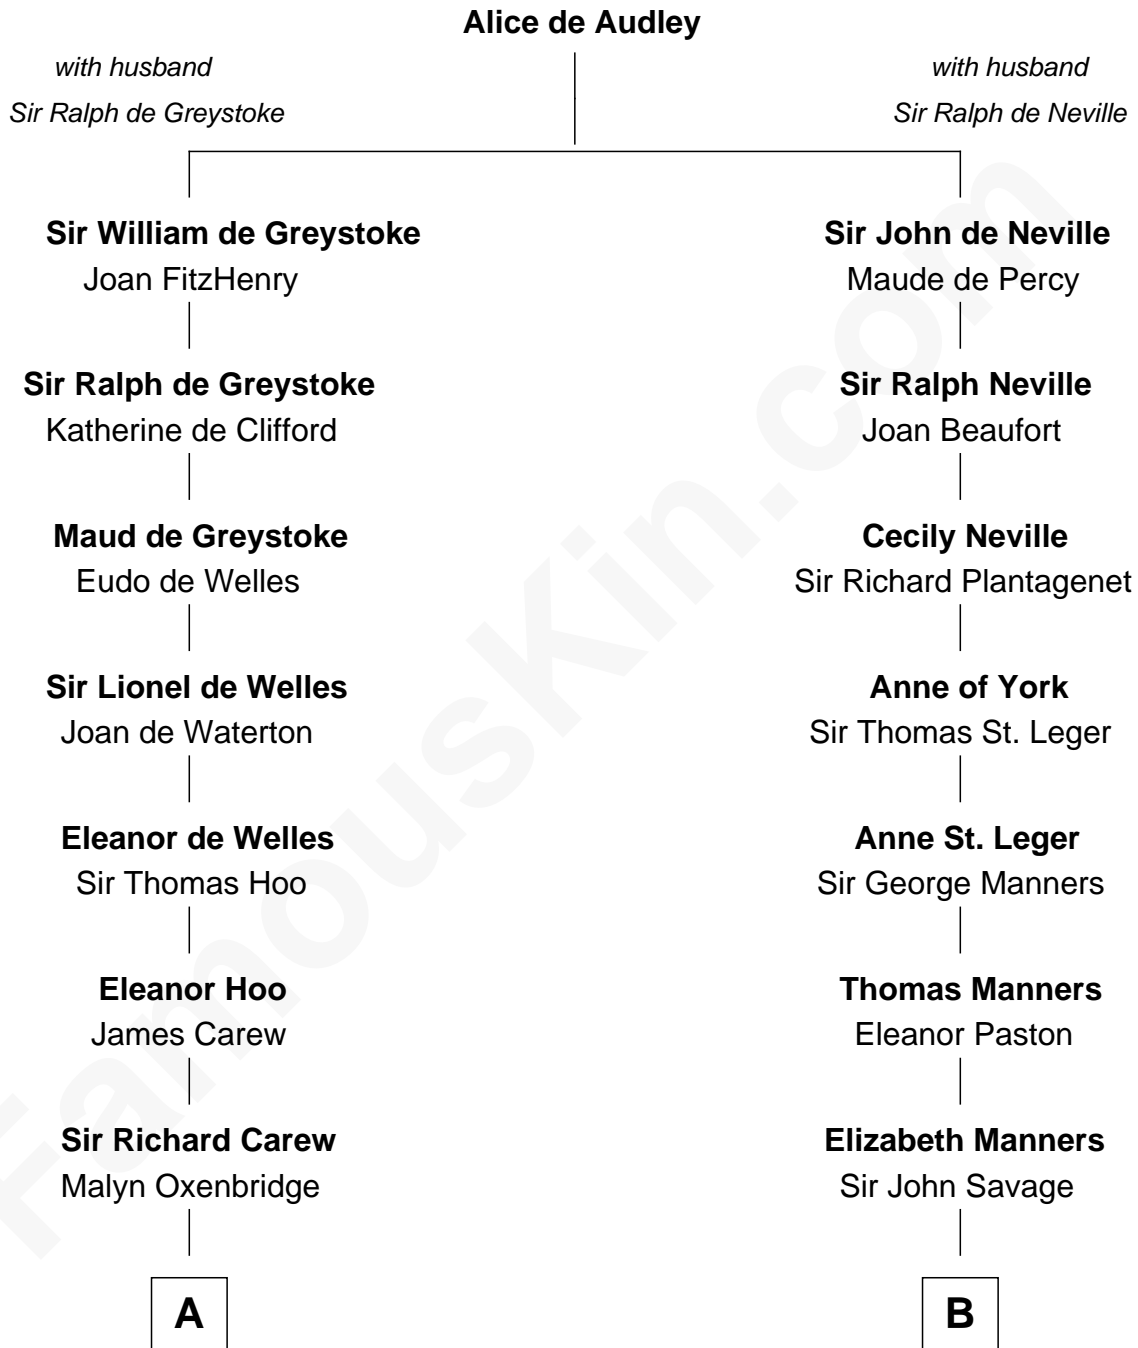 Alice de Audley
with husband
Sir Ralph de Greystoke
with husband
Sir Ralph de Neville
Sir William de Greystoke
Joan FitzHenry
Sir Ralph de Greystoke
Katherine de Clifford
Maud de Greystoke
Eudo de Welles
Sir Lionel de Welles
Joan de Waterton
Eleanor de Welles
Sir Thomas Hoo
Eleanor Hoo
James Carew
Sir Richard Carew
Malyn Oxenbridge
A
Sir John de Neville
Maude de Percy
Sir Ralph Neville
Joan Beaufort
Cecily Neville
Sir Richard Plantagenet
Anne of York
Sir Thomas St. Leger
Anne St. Leger
Sir George Manners
Thomas Manners
Eleanor Paston
Elizabeth Manners
Sir John Savage
B
FamousKin.com